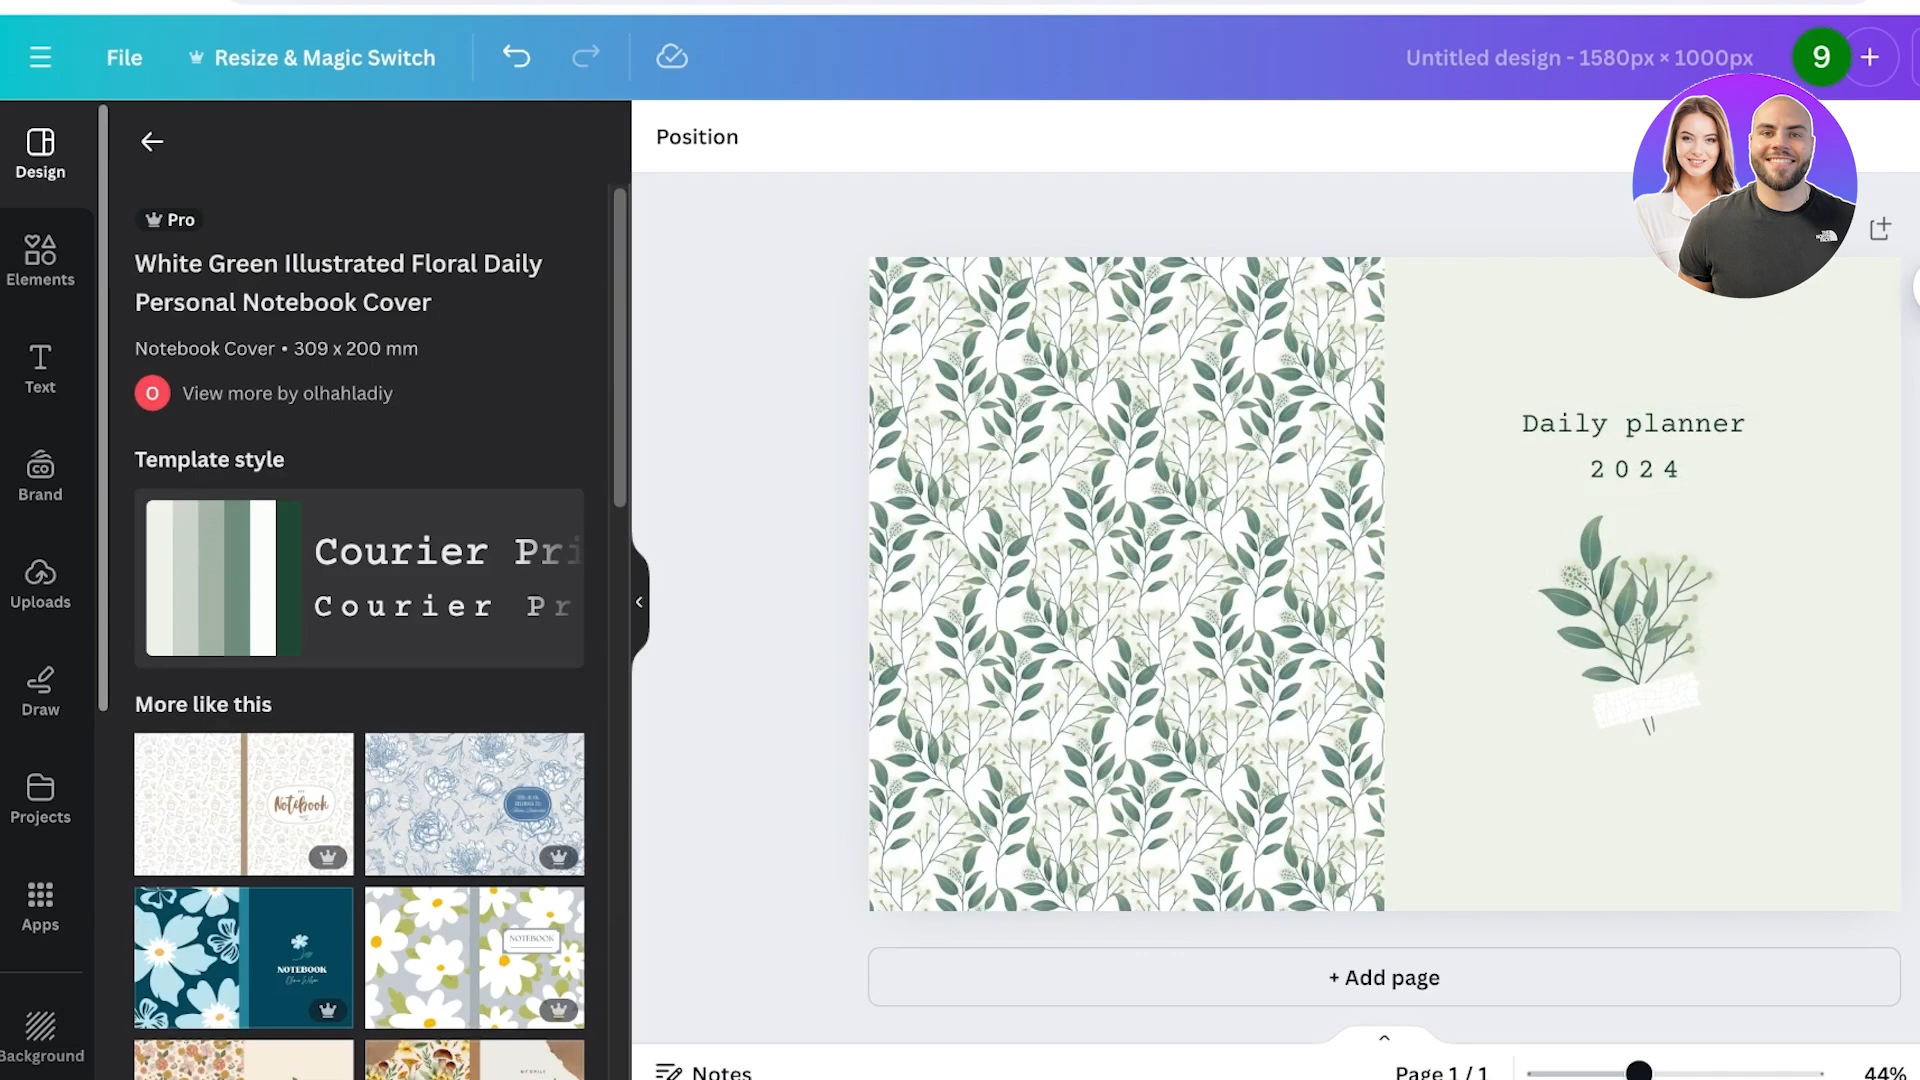 File
Resize & Magic Switch
Untitled design - 1580px × 1000px
9
Position
Design
Elements
Text
Brand
Uploads
Draw
Projects
Apps
Background
Pro
White Green Illustrated Floral Daily
Personal Notebook Cover
Notebook Cover • 309 x 200 mm
O
View more by olhahladiy
Template style
Courier Pri
Courier Pr
More like this
Notebook
NOTEBOOK
NOTEBOOK
Daily planner
2024
+ Add page
Notes
Page 1 / 1
44%